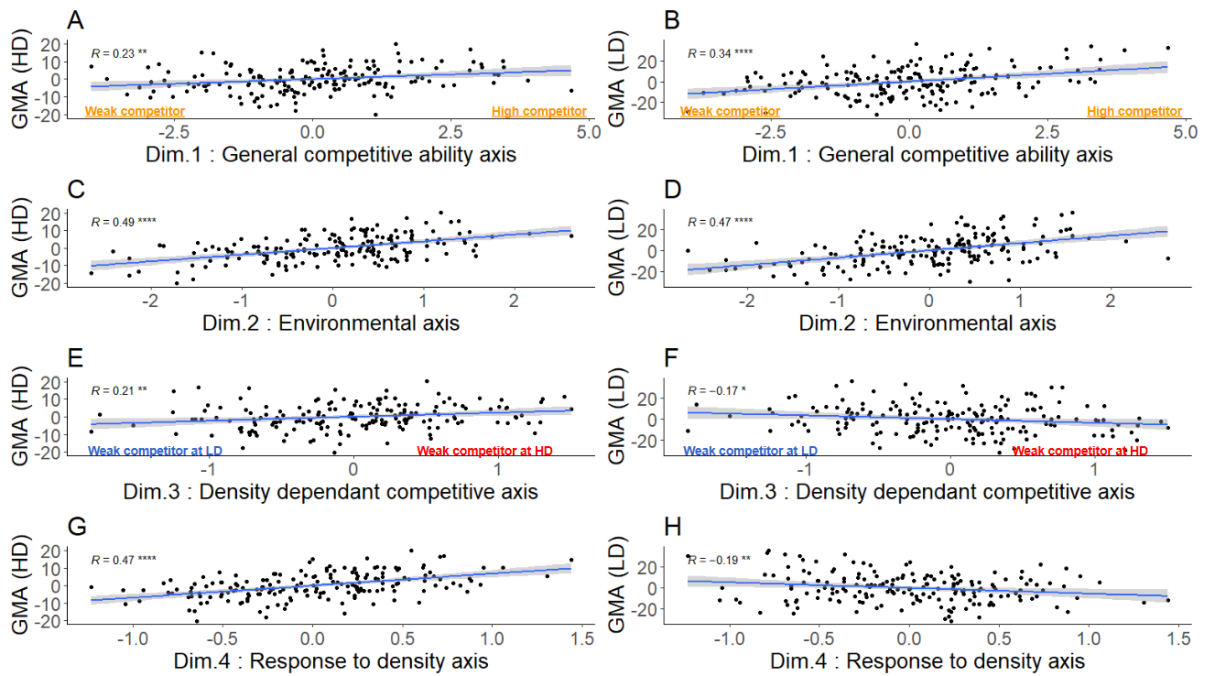 A
GMA (HD)
20
10
0
-10
-20
R = 0.23 **
Weak competitor
High competitor
-2.5 0.0 2.5 5.0
Dim.1 : General competitive ability axis
B
GMA (LD)
20
0
-20
R = 0.34 ****
Weak competitor
High competitor
-2.5 0.0 2.5 5.0
Dim.1 : General competitive ability axis
C
GMA (HD)
20
10
0
-10
-20
R = 0.49 ****
-2 -1 0 1 2
Dim.2 : Environmental axis
D
GMA (LD)
20
0
-20
R = 0.47 ****
-2 -1 0 1 2
Dim.2 : Environmental axis
E
GMA (HD)
20
10
0
-10
-20
R = 0.21 **
Weak competitor at LD
Weak competitor at HD
-1 0 1
Dim.3 : Density dependant competitive axis
F
GMA (LD)
20
0
-20
R = −0.17 *
Weak competitor at LD
Weak competitor at HD
-1 0 1
Dim.3 : Density dependant competitive axis
G
GMA (HD)
20
10
0
-10
-20
R = 0.47 ****
-1.0 -0.5 0.0 0.5 1.0 1.5
Dim.4 : Response to density axis
H
GMA (LD)
20
0
-20
R = −0.19 **
-1.0 -0.5 0.0 0.5 1.0 1.5
Dim.4 : Response to density axis